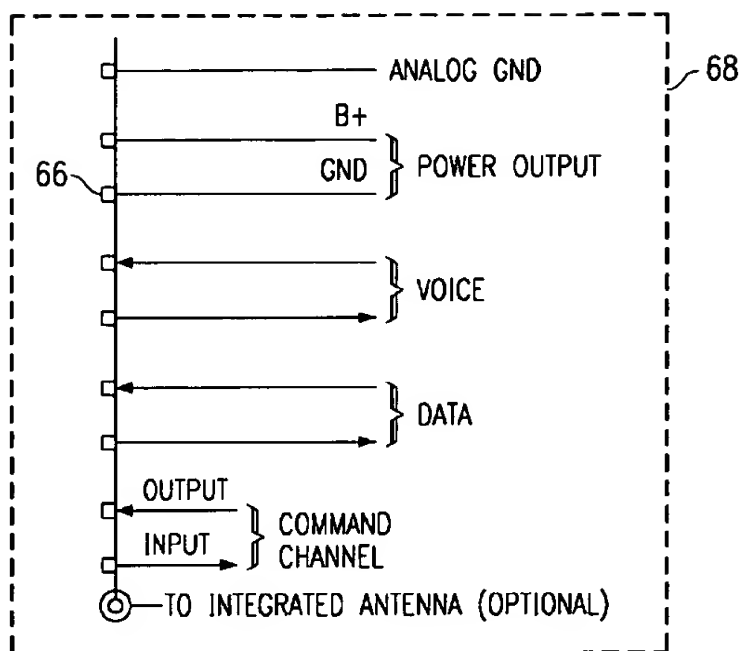 ANALOG GND
68
B+
GND
POWER OUTPUT
66
VOICE
DATA
OUTPUT
INPUT
COMMAND
CHANNEL
TO INTEGRATED ANTENNA (OPTIONAL)